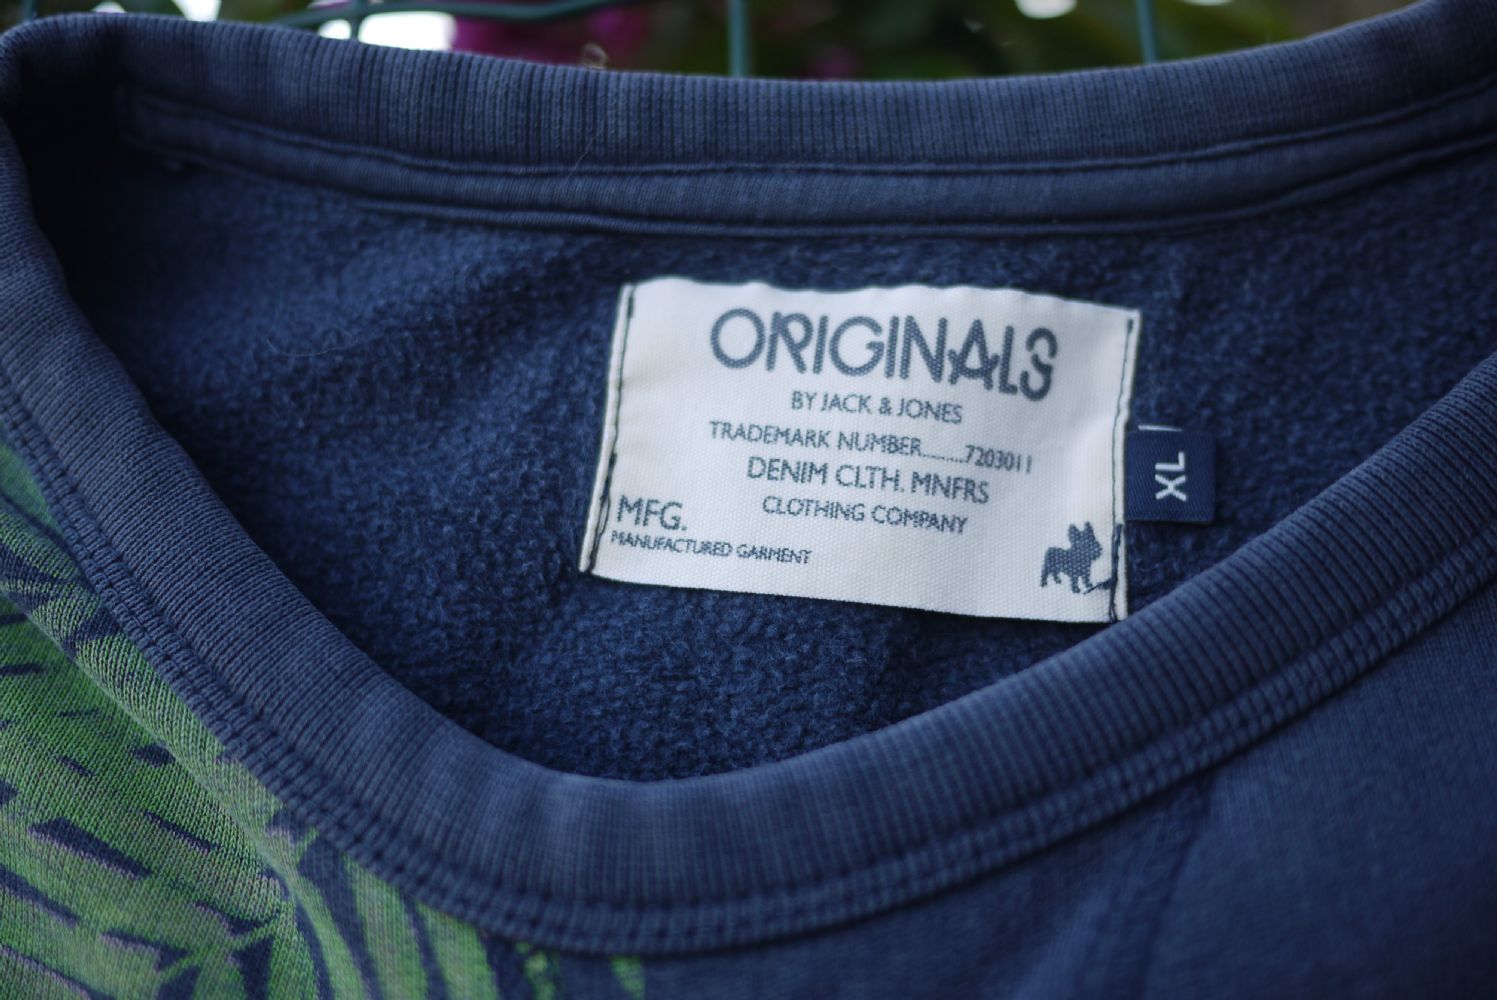 ORIGINALS
BY JACK & JONES
TRADEMARK NUMBER........7203011
DENIM CLTH. MNFRS
CLOTHING COMPANY
MFG.
MANUFACTURED GARMENT
XL